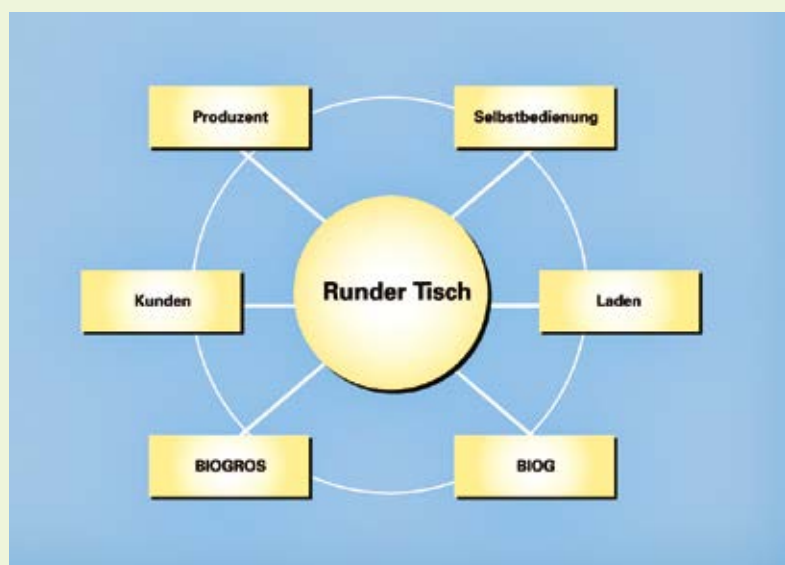 Produzent
Selbstbedienung
Kunden
Runder Tisch
Laden
BIOGROS
BIOG